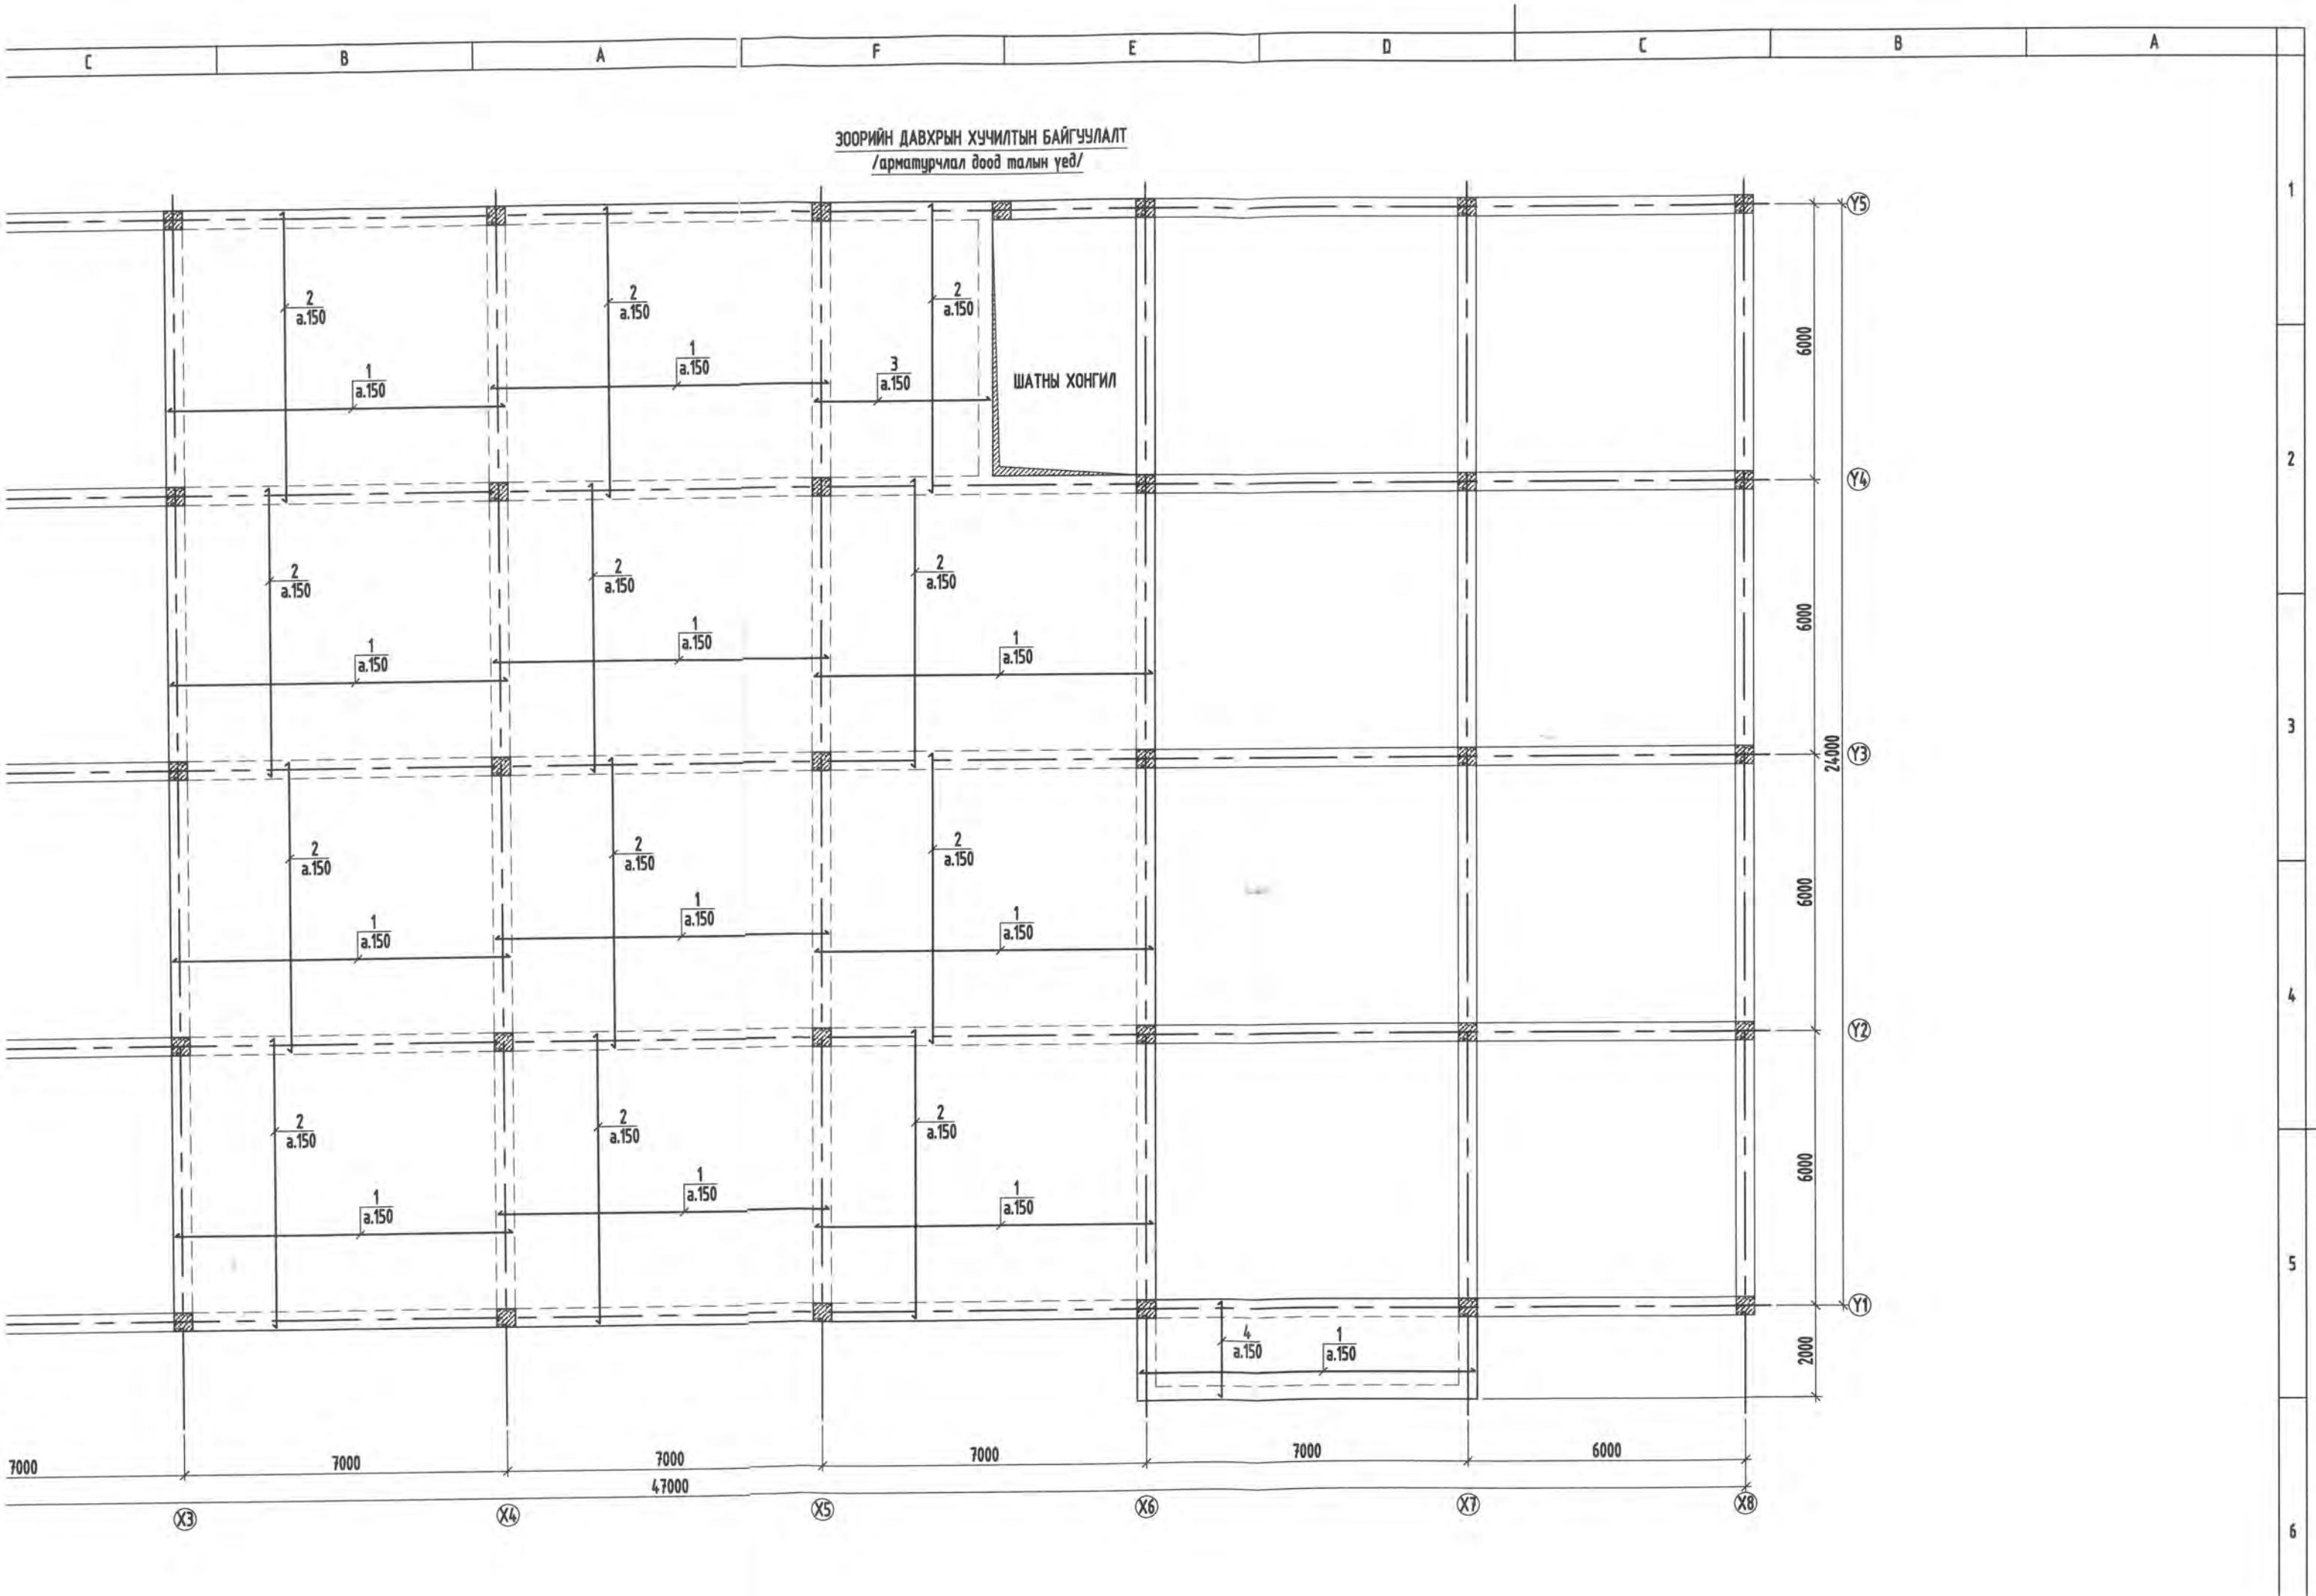 C B A F E D C B A
ЗООРИЙН ДАВХРЫН ХУЧИЛТЫН БАЙГУУЛАЛТ
/арматурчлал доод талын үед/
1
Y5
2
а.150
2
а.150
2
а.150
6000
1
а.150
1
а.150
3
а.150
ШАТНЫ ХОНГИЛ
2
Y4
2
а.150
2
а.150
2
а.150
6000
1
а.150
1
а.150
1
а.150
3
24000
Y3
2
а.150
2
а.150
2
а.150
6000
1
а.150
1
а.150
1
а.150
4
Y2
2
а.150
2
а.150
2
а.150
6000
1
а.150
1
а.150
1
а.150
5
Y1
4
а.150
1
а.150
2000
7000 7000 7000 7000 7000 6000
47000
X3 X4 X5 X6 X7 X8
6